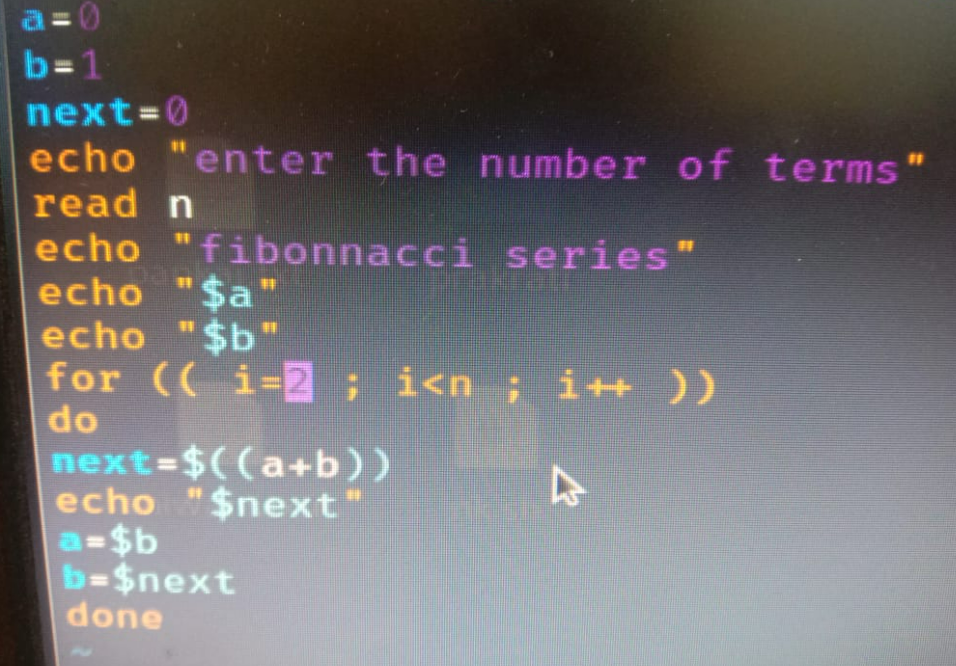 a=0
b=1
next=0
echo "enter the number of terms"
read n
echo "fibonnacci series"
echo "$a"
echo "$b"
for (( i=2 ; i<n ; i++ ))
do
next=$((a+b))
echo "$next"
a=$b
b=$next
done
~